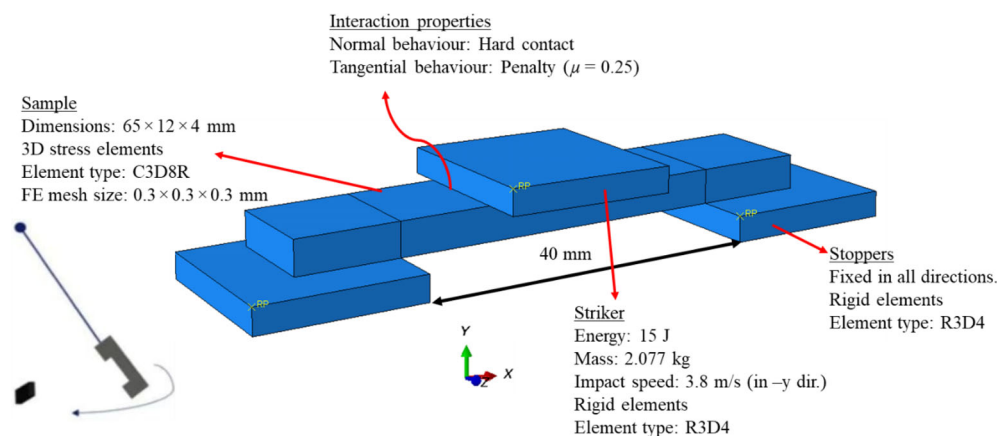 Interaction properties
Normal behaviour: Hard contact
Tangential behaviour: Penalty (μ = 0.25)
Sample
Dimensions: 65 × 12 × 4 mm
3D stress elements
Element type: C3D8R
FE mesh size: 0.3 × 0.3 × 0.3 mm
RP
RP
RP
40 mm
Stoppers
Fixed in all directions.
Rigid elements
Element type: R3D4
Striker
Energy: 15 J
Mass: 2.077 kg
Impact speed: 3.8 m/s (in –y dir.)
Rigid elements
Element type: R3D4
Y
X
Z